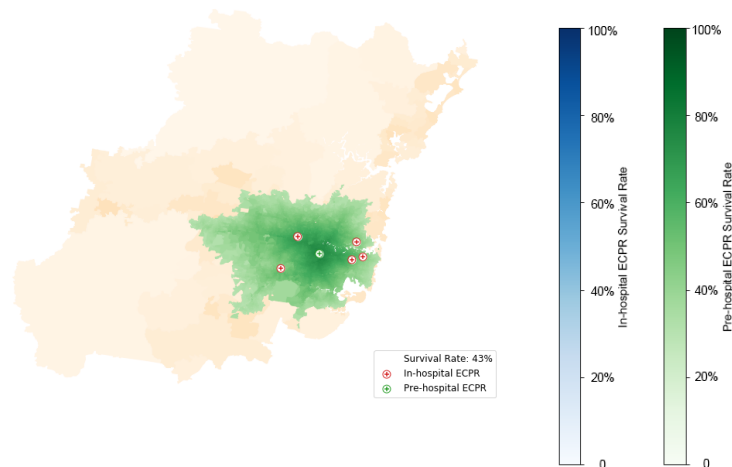 Survival Rate: 43%
In-hospital ECPR
Pre-hospital ECPR
100%
80%
60%
40%
20%
0
In-hospital ECPR Survival Rate
100%
80%
60%
40%
20%
0
Pre-hospital ECPR Survival Rate